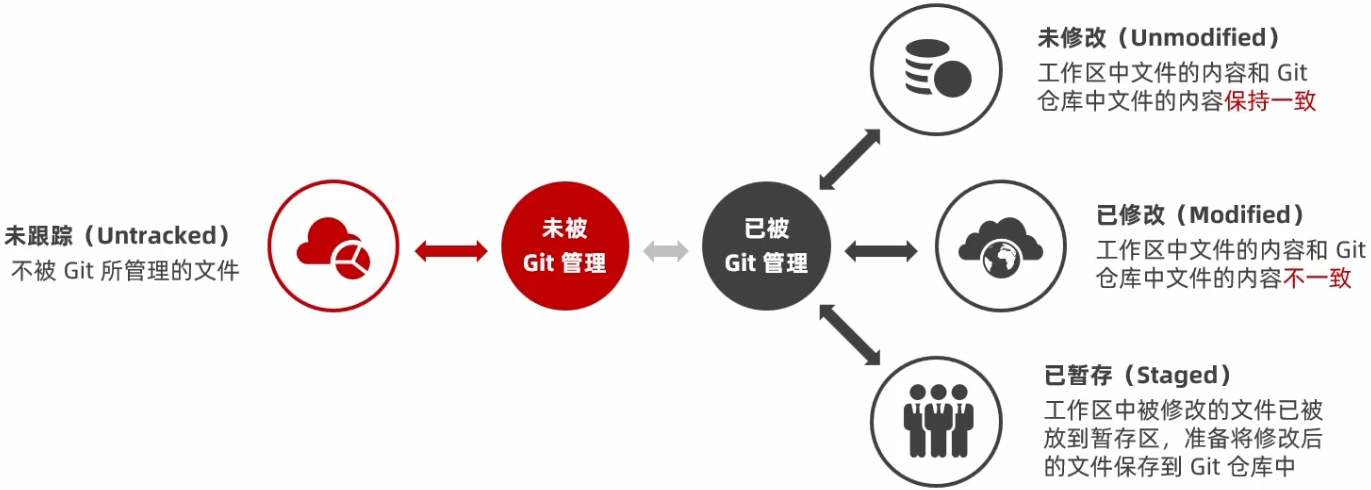 未跟踪（Untracked）
不被 Git 所管理的文件
未被
Git 管理
已被
Git 管理
未修改（Unmodified）
工作区中文件的内容和 Git
仓库中文件的内容保持一致
已修改（Modified）
工作区中文件的内容和 Git
仓库中文件的内容不一致
已暂存（Staged）
工作区中被修改的文件已被
放到暂存区，准备将修改后
的文件保存到 Git 仓库中